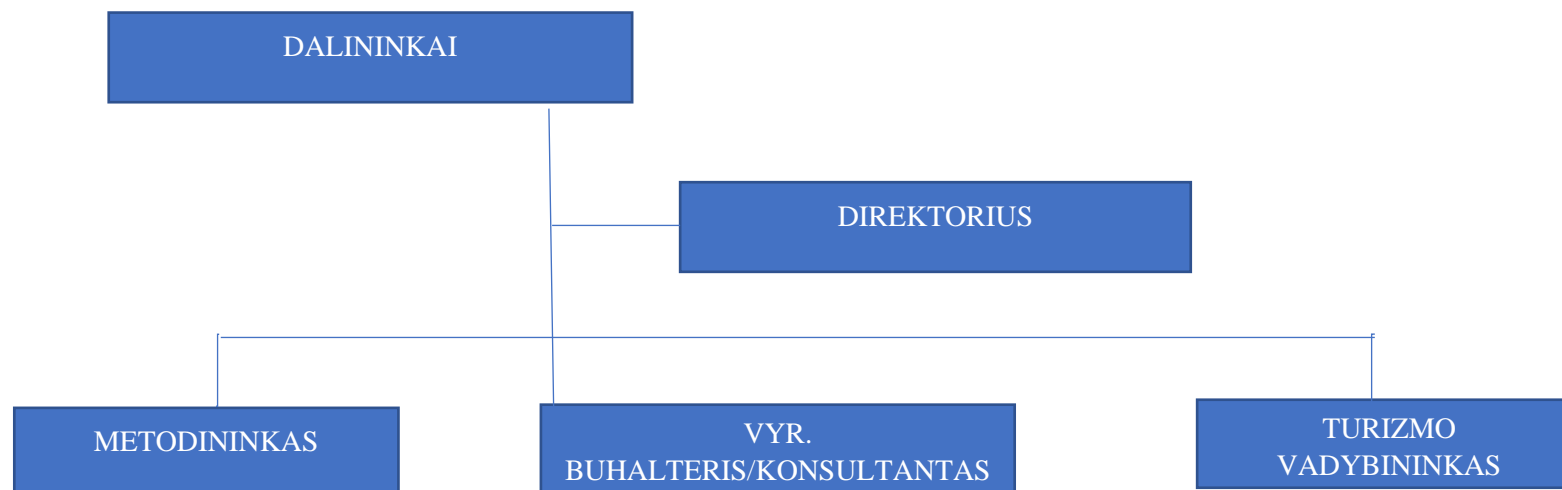 DALININKAI
DIREKTORIUS
METODININKAS
VYR.
BUHALTERIS/KONSULTANTAS
TURIZMO
VADYBININKAS